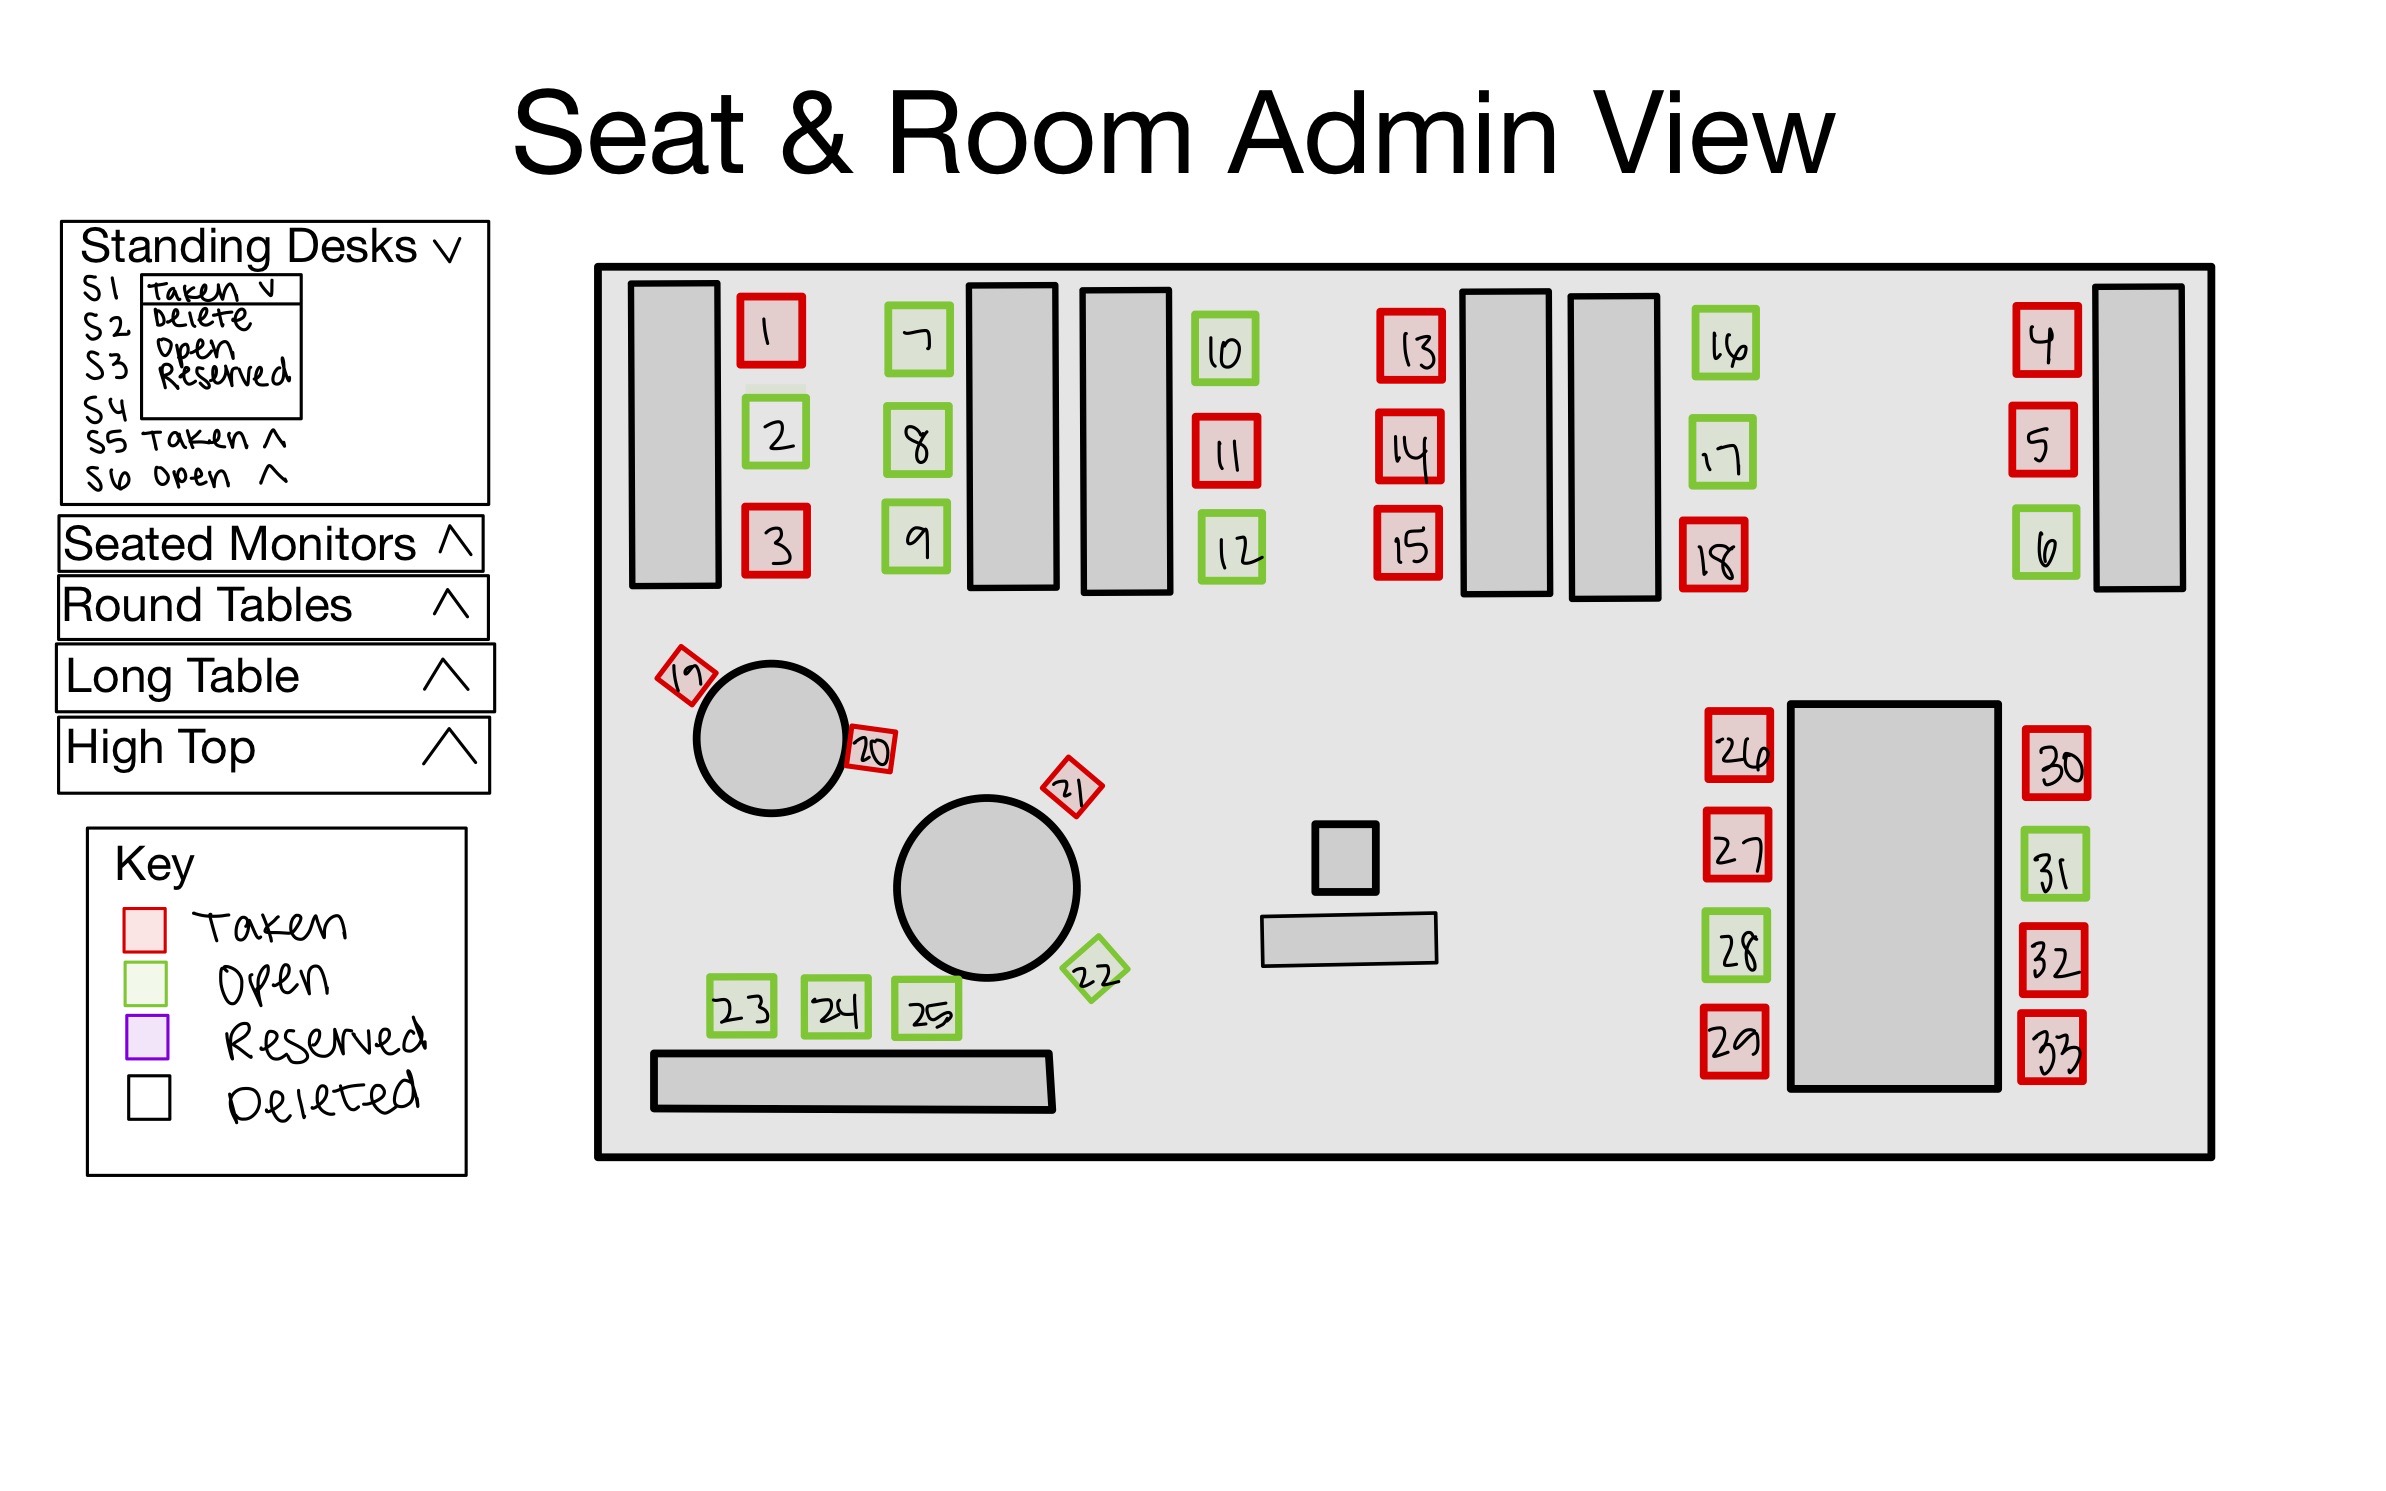 Seat & Room Admin View
Standing Desks
S1 Taken
S2 Delete
Open
S3 Reserved
S4
S5 Taken
S6 Open
Seated Monitors
Round Tables
Long Table
High Top
Key
Taken
Open
Reserved
Deleted
1 7 10 13 16 4
2 8 11 14 17 5
3 9 12 15 18 6
19
20
21
22
23 24 25
26 30
27 31
28 32
29 33